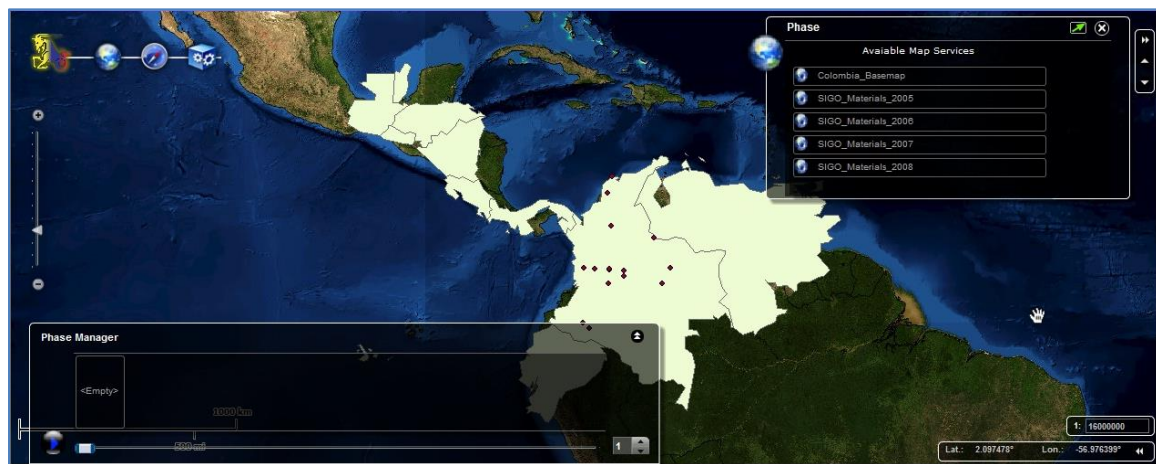 Phase
Avaiable Map Services
Colombia_Basemap
SIGO_Materials_2005
SIGO_Materials_2006
SIGO_Materials_2007
SIGO_Materials_2008
Phase Manager
<Empty>
1000 km
500 mi
1
1: 16000000
Lat.: 2.097478° Lon.: -56.976399°